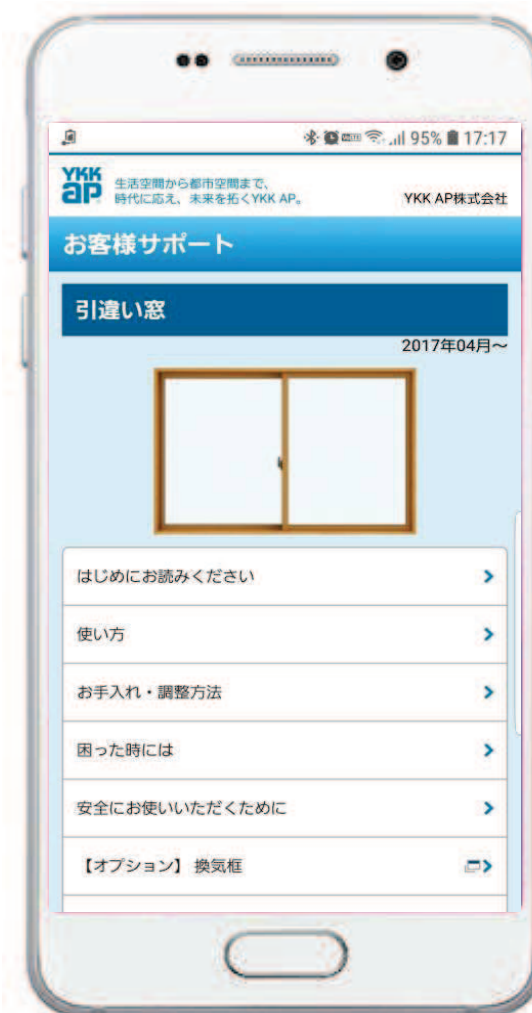 95% 17:17
YKK
ap
生活空間から都市空間まで、
時代に応え、未来を拓くYKK AP。
YKK AP株式会社
お客様サポート
引違い窓
2017年04月～
はじめにお読みください
使い方
お手入れ・調整方法
困った時には
安全にお使いいただくために
【オプション】 換気框